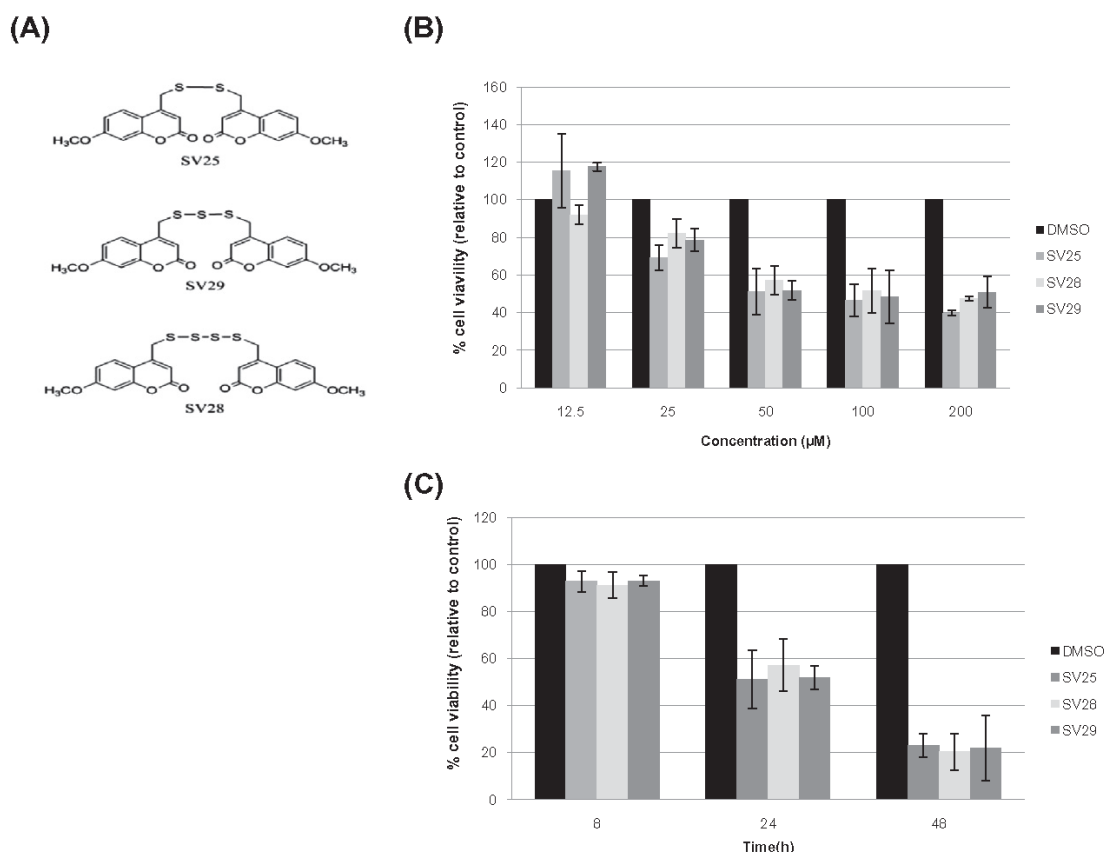 (A)
S—S
H₃CO
O
O
O
O
OCH₃
SV25
S–S–S
H₃CO
O
O
O
O
OCH₃
SV29
S–S–S–S
H₃CO
O
O
O
O
OCH₃
SV28
(B)
% cell viavility (relative to control)
160
140
120
100
80
60
40
20
0
12.5
25
50
100
200
Concentration (µM)
DMSO
SV25
SV28
SV29
(C)
% cell viability (relative to control)
120
100
80
60
40
20
0
8
24
48
Time(h)
DMSO
SV25
SV28
SV29